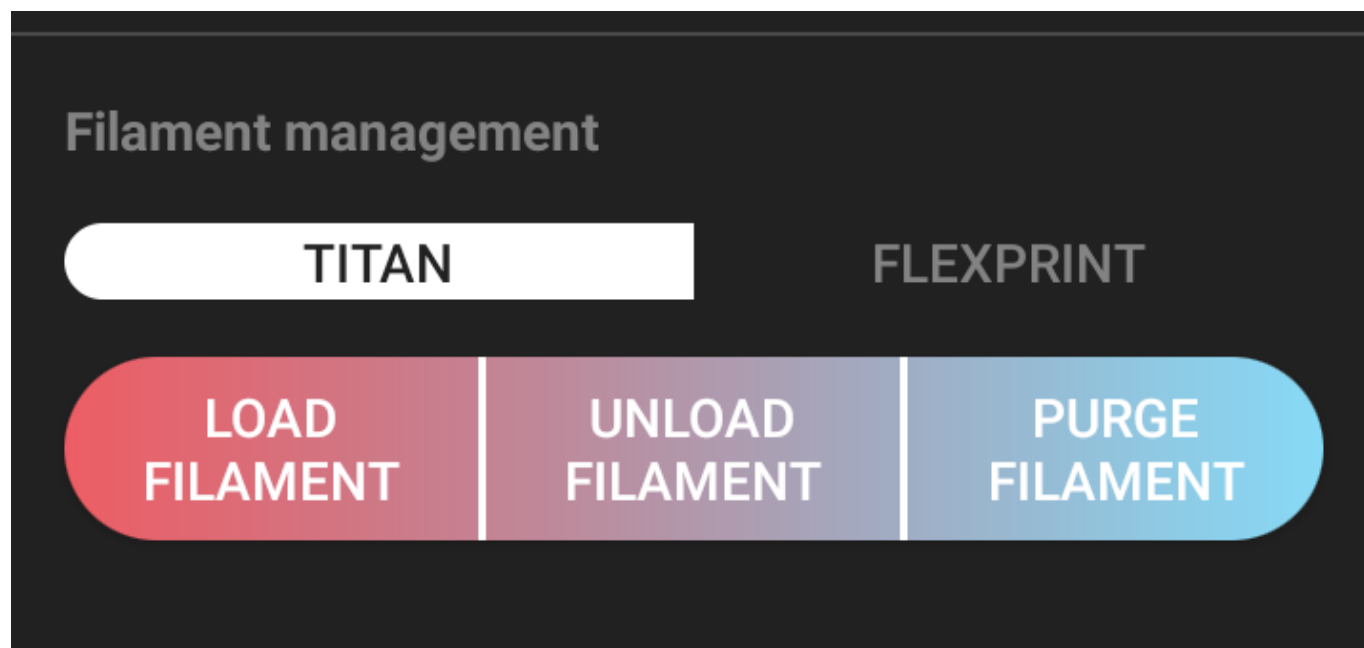 Filament management
TITAN
FLEXPRINT
LOAD
FILAMENT
UNLOAD
FILAMENT
PURGE
FILAMENT